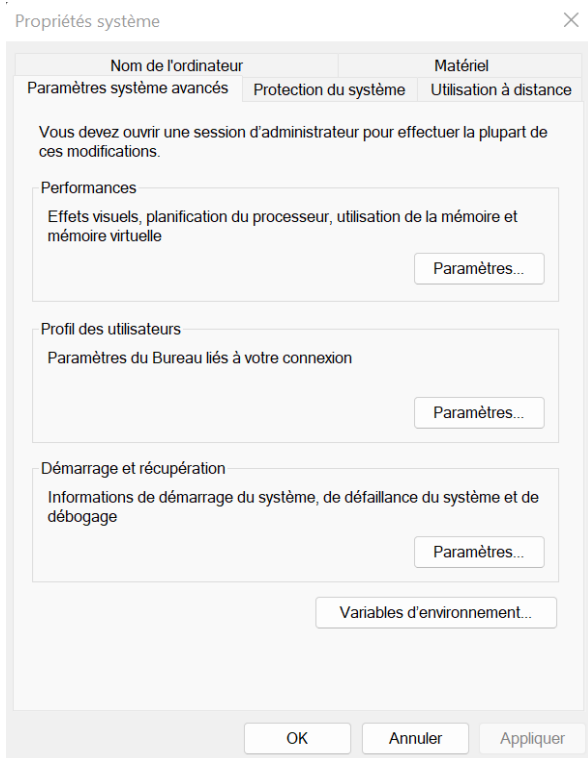 Propriétés système
Nom de l'ordinateur
Matériel
Paramètres système avancés
Protection du système
Utilisation à distance
Vous devez ouvrir une session d'administrateur pour effectuer la plupart de
ces modifications.
Performances
Effets visuels, planification du processeur, utilisation de la mémoire et
mémoire virtuelle
Paramètres...
Profil des utilisateurs
Paramètres du Bureau liés à votre connexion
Paramètres...
Démarrage et récupération
Informations de démarrage du système, de défaillance du système et de
débogage
Paramètres...
Variables d'environnement...
OK
Annuler
Appliquer